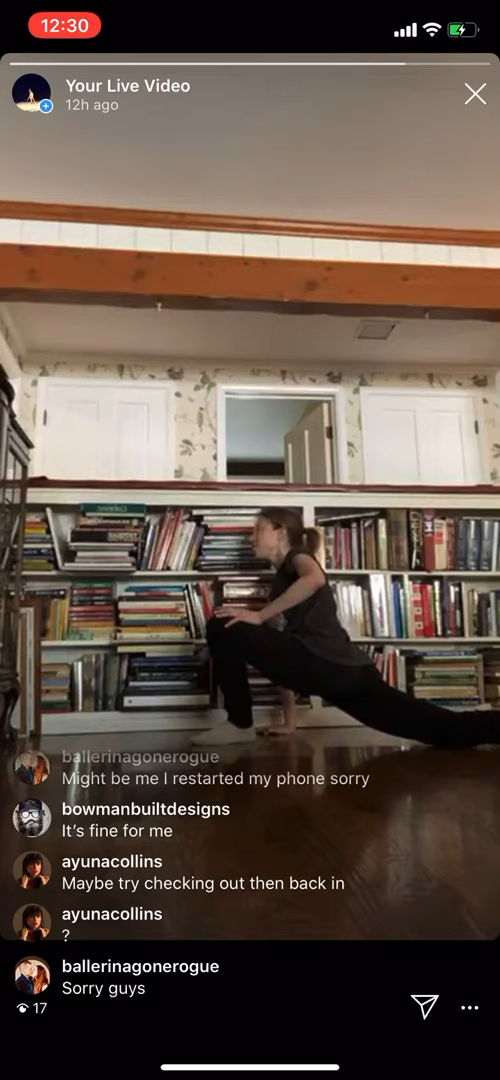 12:30
Your Live Video
12h ago
ballerinagonerogue
Might be me I restarted my phone sorry
bowmanbuiltdesigns
It's fine for me
ayunacollins
Maybe try checking out then back in
ayunacollins
?
ballerinagonerogue
Sorry guys
17